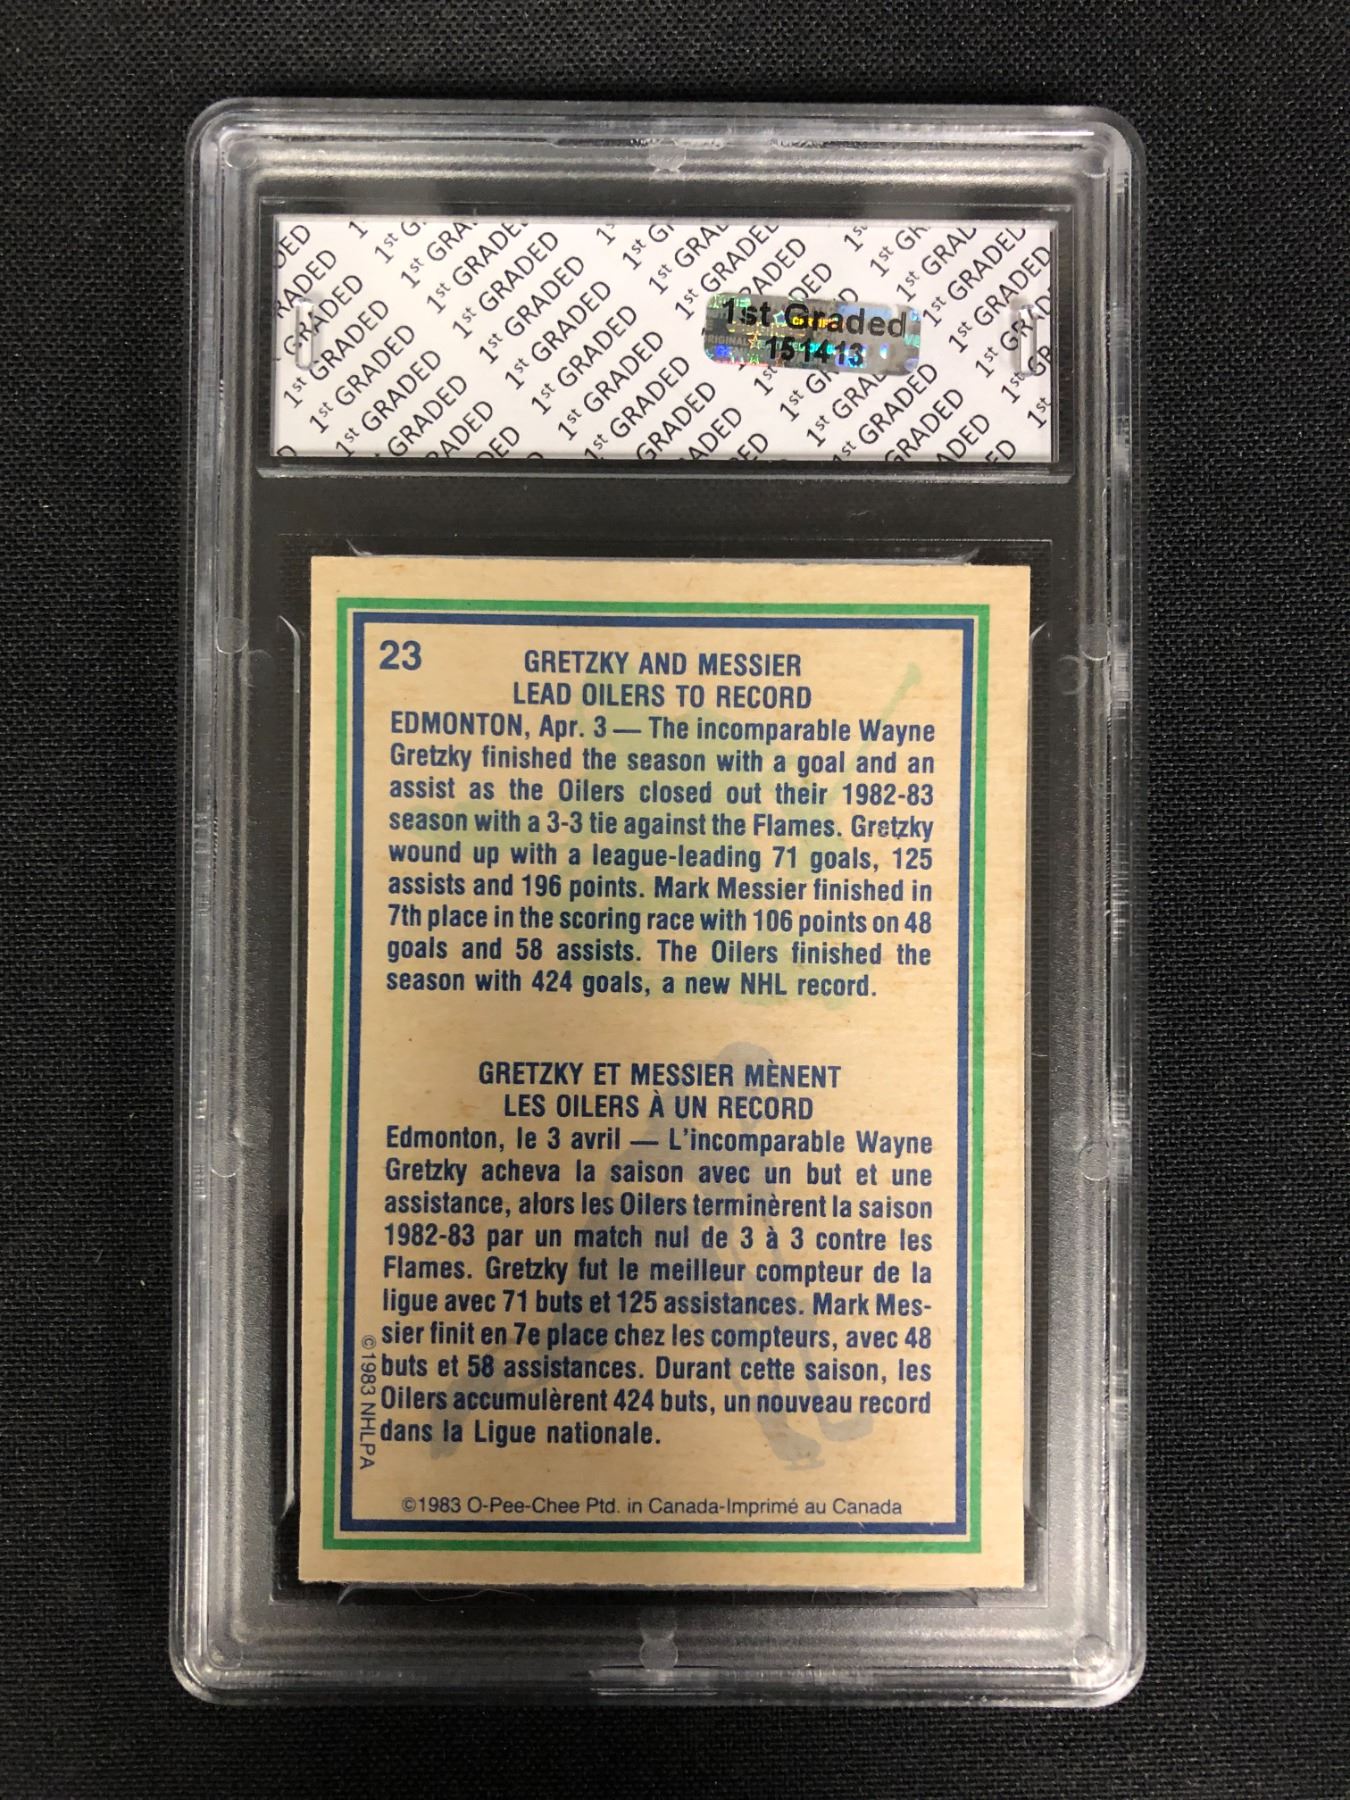 1st Graded
151413
23
GRETZKY AND MESSIER
LEAD OILERS TO RECORD
EDMONTON, Apr. 3 — The incomparable Wayne
Gretzky finished the season with a goal and an
assist as the Oilers closed out their 1982-83
season with a 3-3 tie against the Flames. Gretzky
wound up with a league-leading 71 goals, 125
assists and 196 points. Mark Messier finished in
7th place in the scoring race with 106 points on 48
goals and 58 assists. The Oilers finished the
season with 424 goals, a new NHL record.
GRETZKY ET MESSIER MÈNENT
LES OILERS À UN RECORD
Edmonton, le 3 avril — L'incomparable Wayne
Gretzky acheva la saison avec un but et une
assistance, alors les Oilers terminèrent la saison
1982-83 par un match nul de 3 à 3 contre les
Flames. Gretzky fut le meilleur compteur de la
ligue avec 71 buts et 125 assistances. Mark Mes-
sier finit en 7e place chez les compteurs, avec 48
buts et 58 assistances. Durant cette saison, les
Oilers accumulèrent 424 buts, un nouveau record
dans la Ligue nationale.
©1983 NHLPA
©1983 O-Pee-Chee Ptd. in Canada-Imprimé au Canada